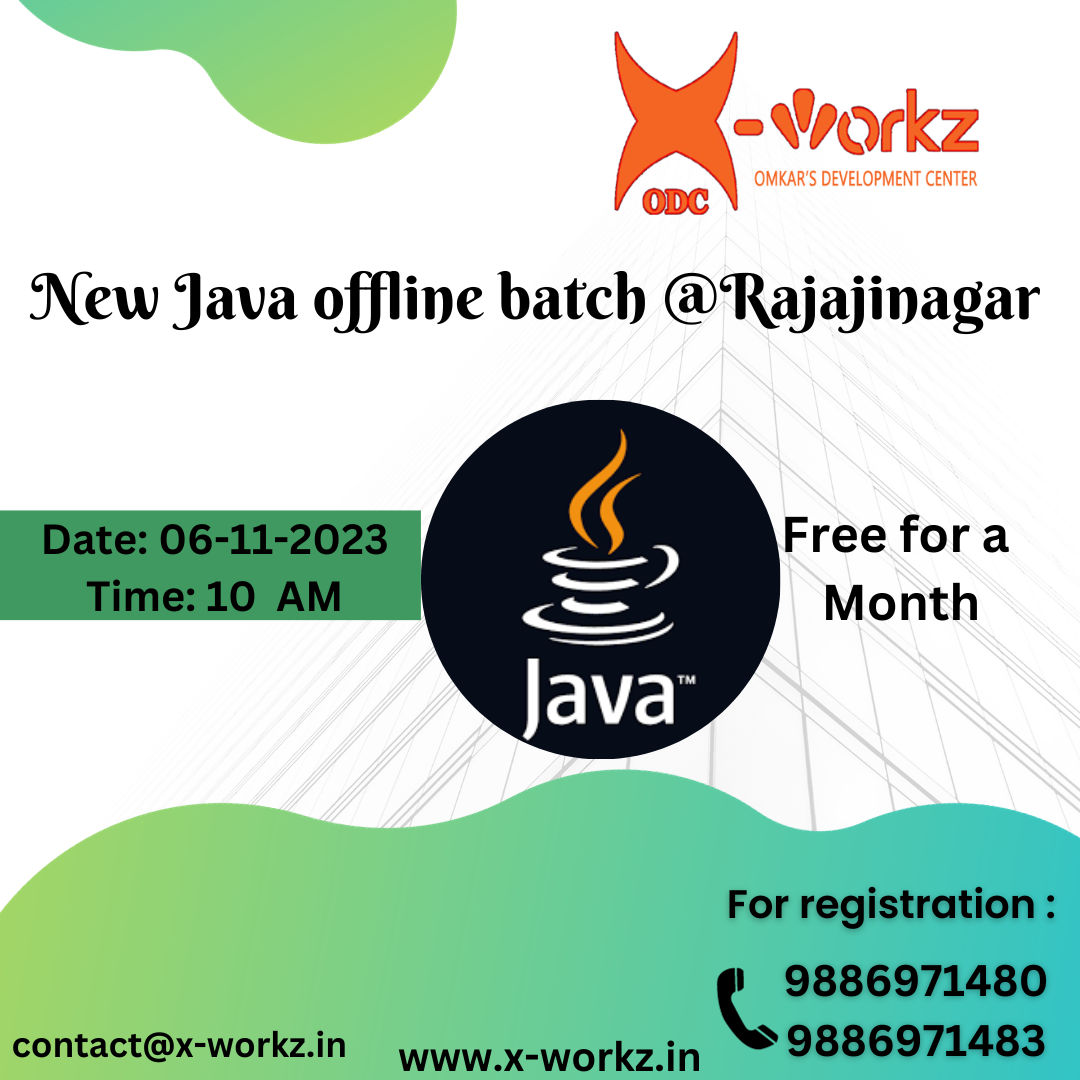 X-workz
OMKAR'S DEVELOPMENT CENTER
ODC
New Java offline batch @Rajajinagar
Date: 06-11-2023
Time: 10 AM
Free for a
Month
Java™
For registration :
9886971480
9886971483
contact@x-workz.in
www.x-workz.in